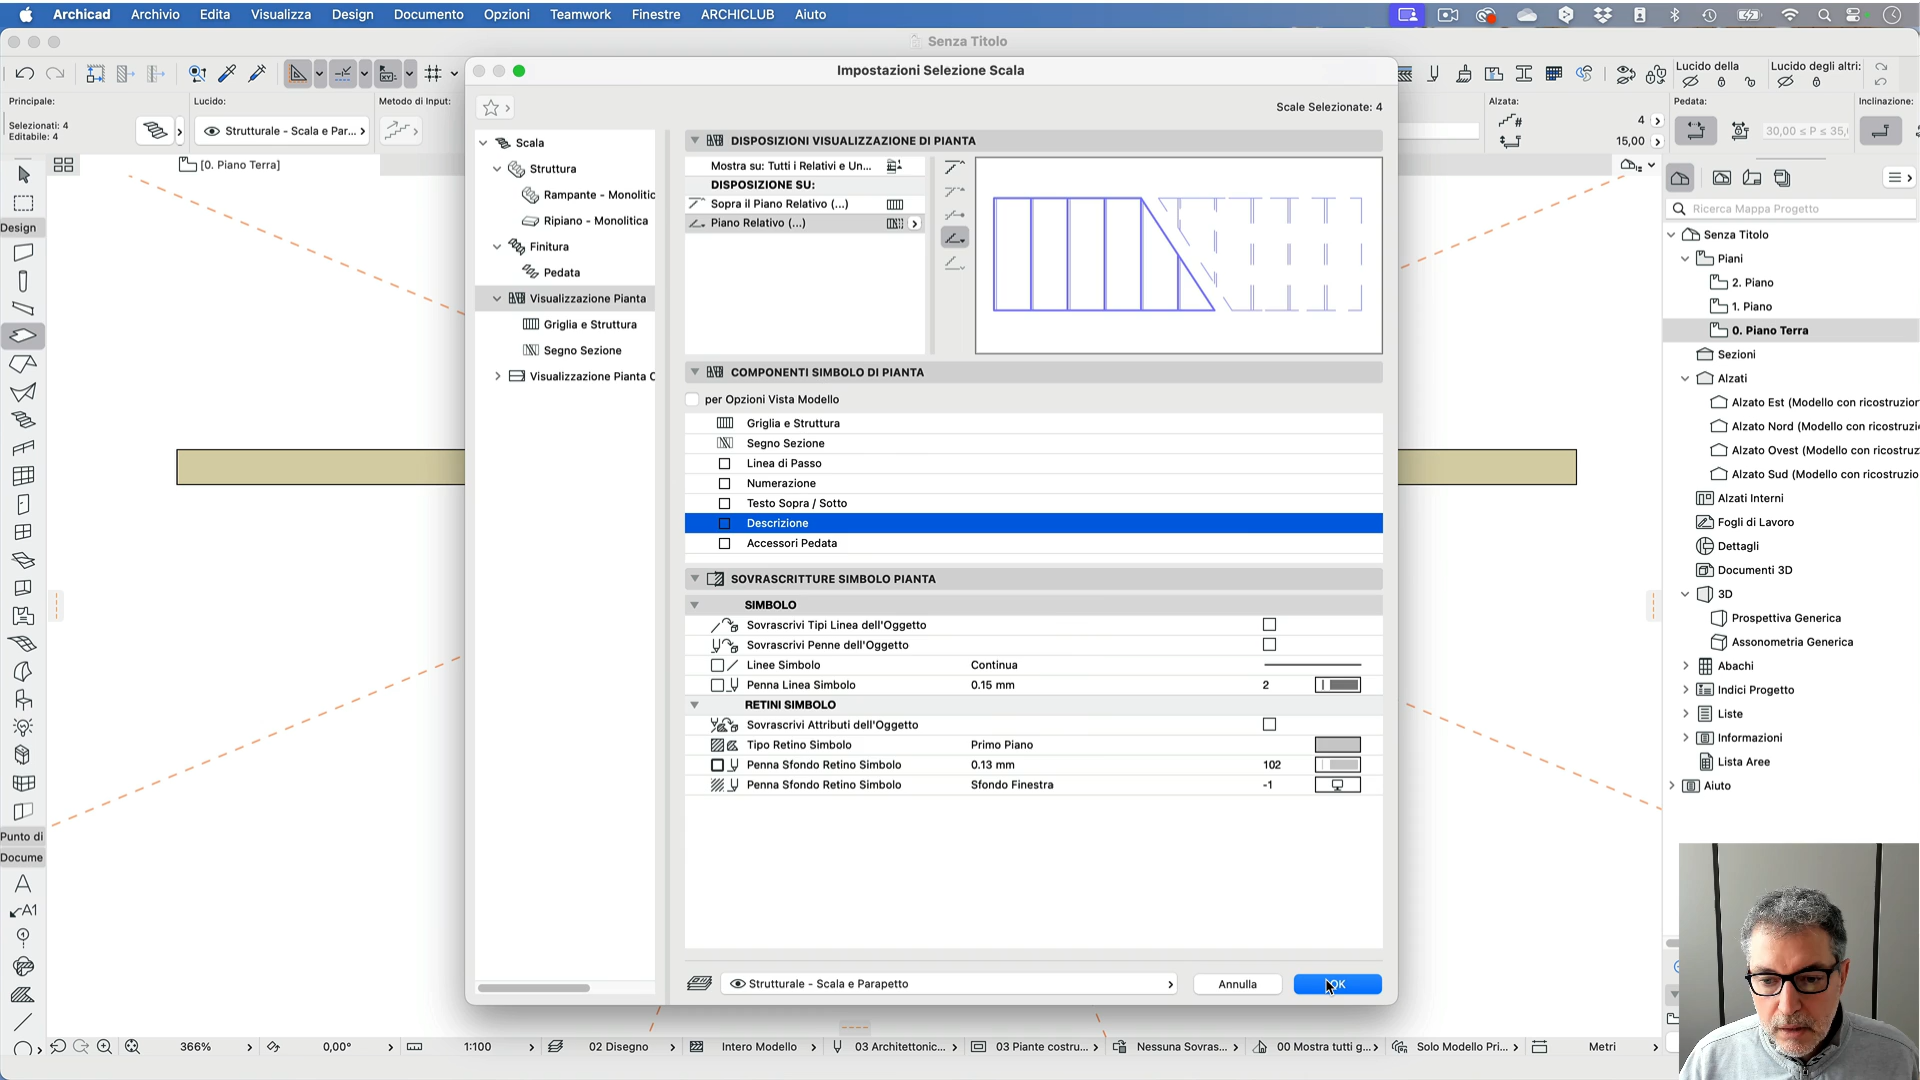 Archicad Archivio Edita Visualizza Design Documento Opzioni Teamwork Finestre ARCHICLUB Aiuto
Senza Titolo
Principale:
Selezionati: 4
Editabile: 4
Lucido:
Strutturale - Scala e Par...
Metodo di Input:
Alzata:
4
15,00
Lucido della
Lucido degli altri:
Pedata:
30,00 ≤ P ≤ 35,
Inclinazione:
[0. Piano Terra]
Design
Punto di
Docume
A1
Impostazioni Selezione Scala
Scale Selezionate: 4
Scala
Struttura
Rampante - Monolitic
Ripiano - Monolitica
Finitura
Pedata
Visualizzazione Pianta
Griglia e Struttura
Segno Sezione
Visualizzazione Pianta C
DISPOSIZIONI VISUALIZZAZIONE DI PIANTA
Mostra su: Tutti i Relativi e Un...
DISPOSIZIONE SU:
Sopra il Piano Relativo (...)
Piano Relativo (...)
COMPONENTI SIMBOLO DI PIANTA
per Opzioni Vista Modello
Griglia e Struttura
Segno Sezione
Linea di Passo
Numerazione
Testo Sopra / Sotto
Descrizione
Accessori Pedata
SOVRASCRITTURE SIMBOLO PIANTA
SIMBOLO
Sovrascrivi Tipi Linea dell'Oggetto
Sovrascrivi Penne dell'Oggetto
Linee Simbolo Continua
Penna Linea Simbolo 0.15 mm 2
RETINI SIMBOLO
Sovrascrivi Attributi dell'Oggetto
Tipo Retino Simbolo Primo Piano
Penna Sfondo Retino Simbolo 0.13 mm 102
Penna Sfondo Retino Simbolo Sfondo Finestra -1
Strutturale - Scala e Parapetto
Annulla
OK
Ricerca Mappa Progetto
Senza Titolo
Piani
2. Piano
1. Piano
0. Piano Terra
Sezioni
Alzati
Alzato Est (Modello con ricostruzior
Alzato Nord (Modello con ricostruzi
Alzato Ovest (Modello con ricostruz
Alzato Sud (Modello con ricostruzio
Alzati Interni
Fogli di Lavoro
Dettagli
Documenti 3D
3D
Prospettiva Generica
Assonometria Generica
Abachi
Indici Progetto
Liste
Informazioni
Lista Aree
Aiuto
366% 0,00° 1:100 02 Disegno Intero Modello 03 Architettonic... 03 Piante costru... Nessuna Sovras... 00 Mostra tutti g... Solo Modello Pri... Metri